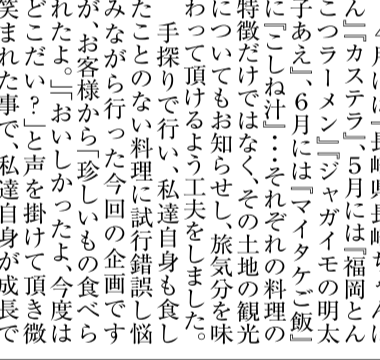 4月には『長崎県長崎ちゃんぽ
ん』『カステラ』、5月には『福岡とん
こつラーメン』『ジャガイモの明太
子あえ』、6月には『マイタケご飯』
に『こしね汁』・・それぞれの料理の
特徴だけではなく、その土地の観光
についてもお知らせし、旅気分を味
わって頂けるよう工夫をしました。
手探りで行い、私達自身も食し
たことのない料理に試行錯誤し悩
みながら行った今回の企画です
が、お客様から「珍しいもの食べら
れたよ。」「おいしかったよ、今度は
どこだい？」と声を掛けて頂き微
笑まれた事で、私達自身が成長で